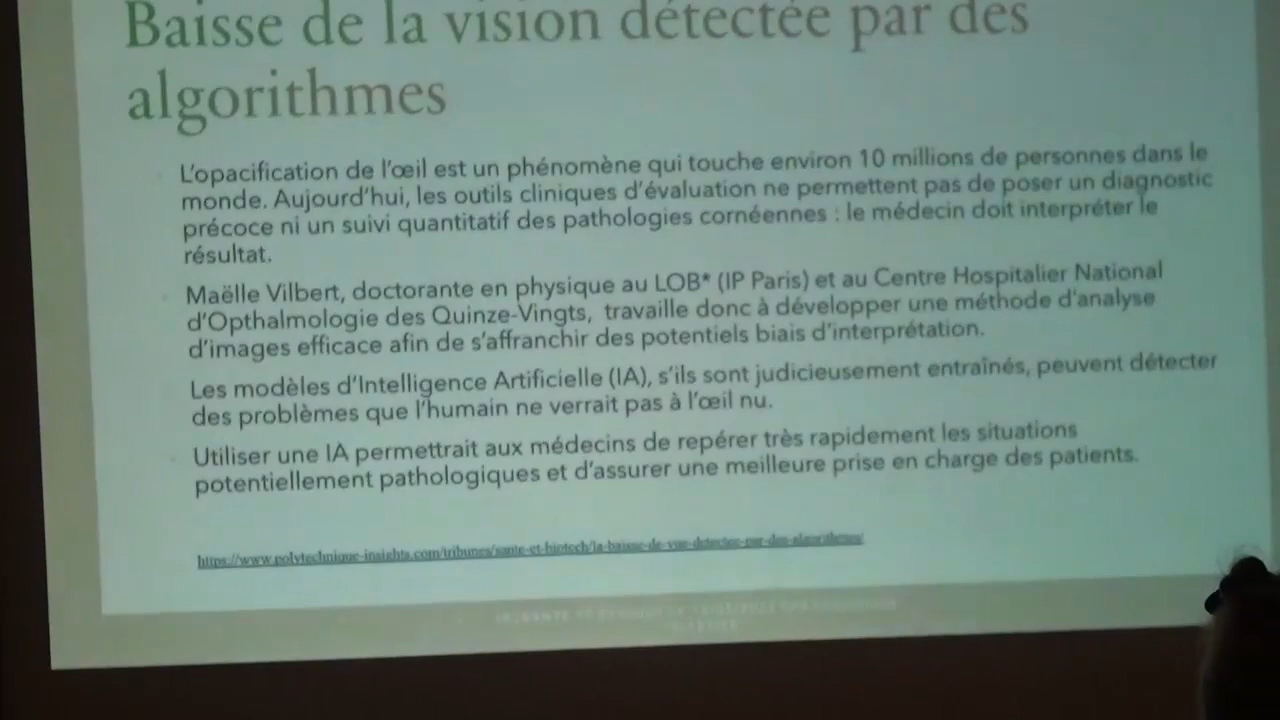 Baisse de la vision détectée par des
algorithmes
L'opacification de l'œil est un phénomène qui touche environ 10 millions de personnes dans le
monde. Aujourd'hui, les outils cliniques d'évaluation ne permettent pas de poser un diagnostic
précoce ni un suivi quantitatif des pathologies cornéennes : le médecin doit interpréter le
résultat.
Maëlle Vilbert, doctorante en physique au LOB* (IP Paris) et au Centre Hospitalier National
d'Opthalmologie des Quinze-Vingts, travaille donc à développer une méthode d'analyse
d'images efficace afin de s'affranchir des potentiels biais d'interprétation.
Les modèles d'Intelligence Artificielle (IA), s'ils sont judicieusement entraînés, peuvent détecter
des problèmes que l'humain ne verrait pas à l'œil nu.
Utiliser une IA permettrait aux médecins de repérer très rapidement les situations
potentiellement pathologiques et d'assurer une meilleure prise en charge des patients.
https://www.polytechnique-insights.com/tribunes/sante-et-biotech/la-baisse-de-vue-detectee-par-des-algorithmes/